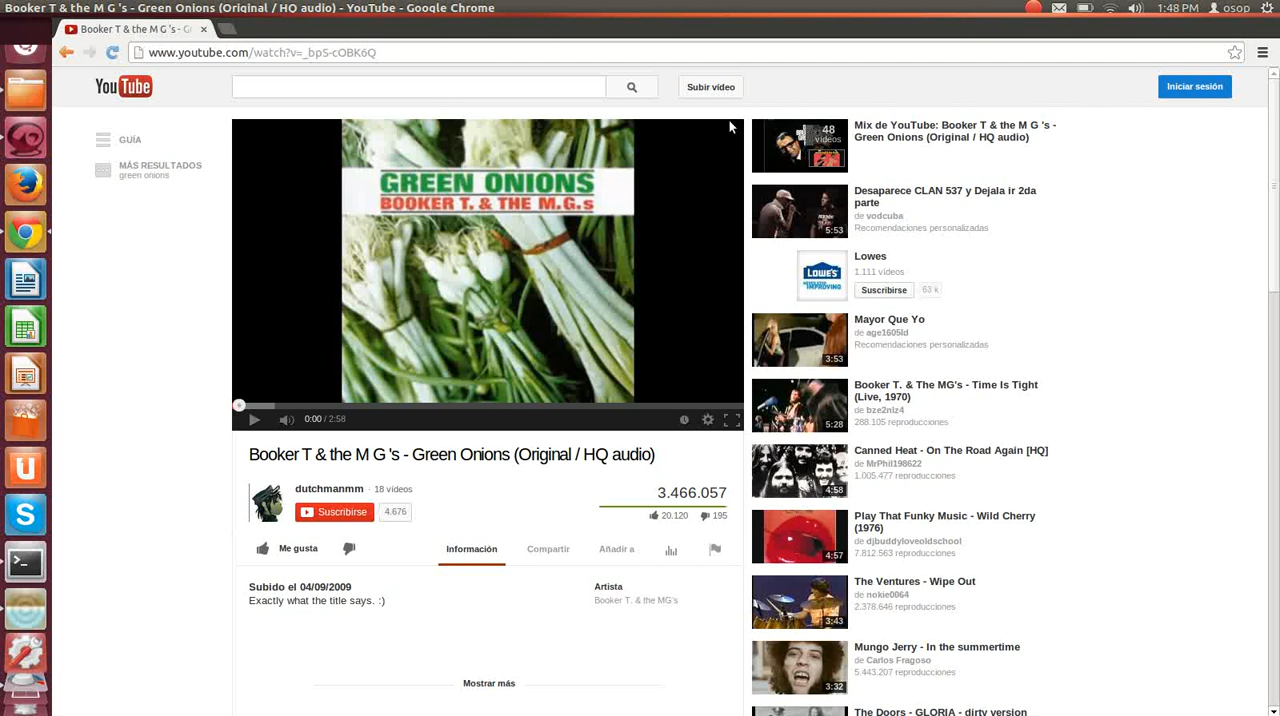 Booker T & the M G 's - Green Onions (Original / HQ audio) - YouTube - Google Chrome
1:48 PM
osop
Booker T & the M G 's - G
www.youtube.com/watch?v=_bpS-cOBK6Q
YouTube
Subir vídeo
Iniciar sesión
GUÍA
MÁS RESULTADOS
green onions
GREEN ONIONS
BOOKER T. & THE M.G.s
0:00 / 2:58
Booker T & the M G 's - Green Onions (Original / HQ audio)
dutchmanmm · 18 vídeos
Suscribirse
4.676
3.466.057
20.120
195
Me gusta
Información
Compartir
Añadir a
Subido el 04/09/2009
Exactly what the title says. :)
Artista
Booker T. & the MG's
Mostrar más
48
vídeos
Mix de YouTube: Booker T & the M G 's -
Green Onions (Original / HQ audio)
5:53
Desaparece CLAN 537 y Dejala ir 2da
parte
de vodcuba
Recomendaciones personalizadas
LOWE'S
Lowes
1.111 vídeos
Suscribirse
63 k
3:53
Mayor Que Yo
de age1605ld
Recomendaciones personalizadas
5:28
Booker T. & The MG's - Time Is Tight
(Live, 1970)
de bze2nlz4
288.105 reproducciones
4:58
Canned Heat - On The Road Again [HQ]
de MrPhil198622
1.005.477 reproducciones
4:57
Play That Funky Music - Wild Cherry
(1976)
de djbuddyloveoldschool
7.812.563 reproducciones
3:43
The Ventures - Wipe Out
de nokie0064
2.378.646 reproducciones
3:32
Mungo Jerry - In the summertime
de Carlos Fragoso
5.443.207 reproducciones
The Doors - GLORIA - dirty version